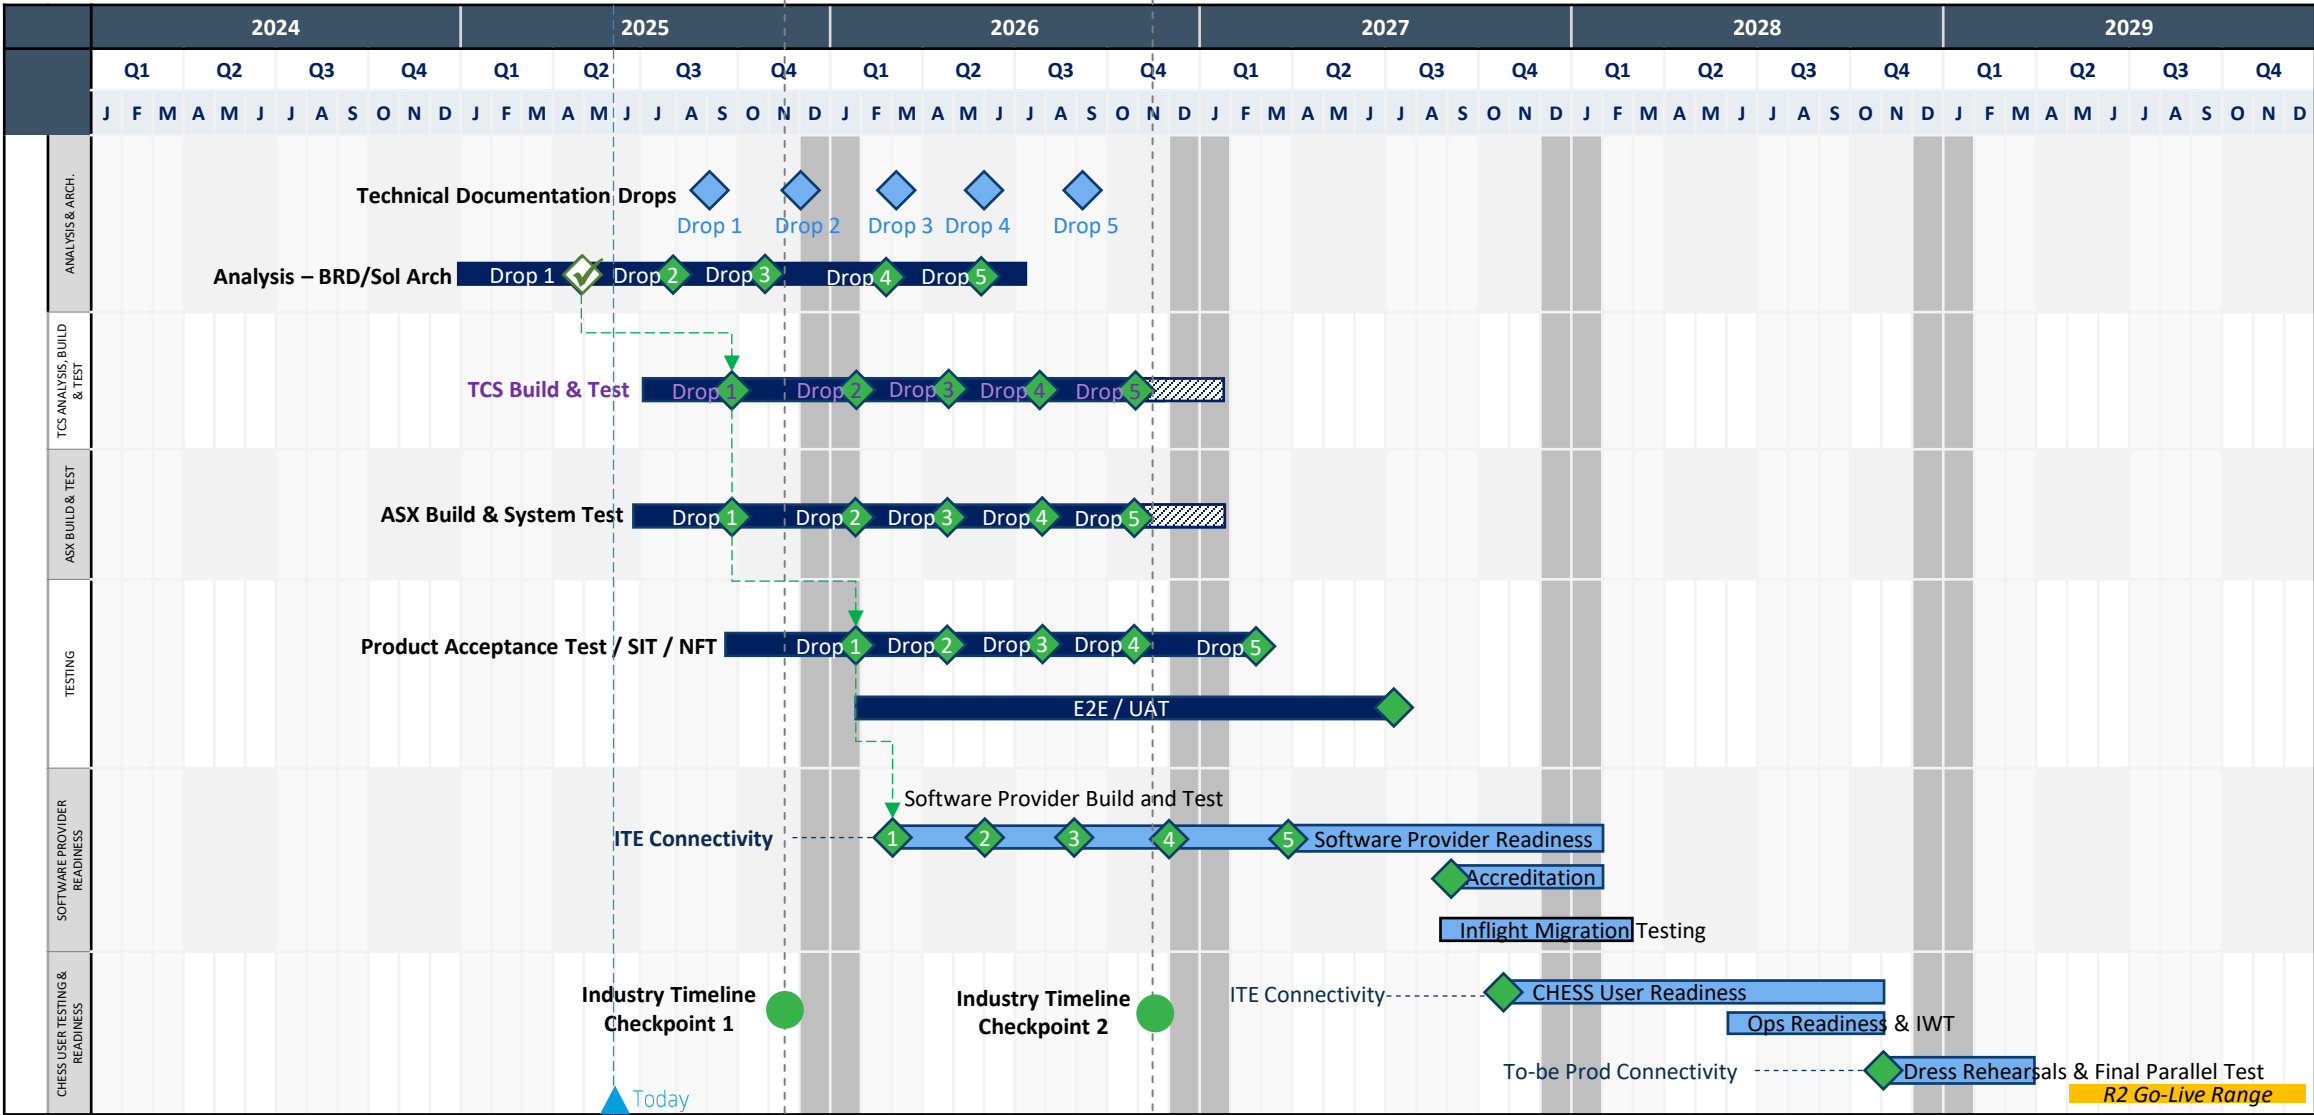 2024 2025 2026 2027 2028 2029
Q1 Q2 Q3 Q4 Q1 Q2 Q3 Q4 Q1 Q2 Q3 Q4 Q1 Q2 Q3 Q4 Q1 Q2 Q3 Q4 Q1 Q2 Q3 Q4
J F M A M J J A S O N D J F M A M J J A S O N D J F M A M J J A S O N D J F M A M J J A S O N D J F M A M J J A S O N D J F M A M J J A S O N D
ANALYSIS & ARCH.
Technical Documentation Drops
Drop 1 Drop 2 Drop 3 Drop 4 Drop 5
Analysis – BRD/Sol Arch Drop 1 Drop 2 Drop 3 Drop 4 Drop 5
TCS ANALYSIS, BUILD
& TEST
TCS Build & Test Drop 1 Drop 2 Drop 3 Drop 4 Drop 5
ASX BUILD & TEST
ASX Build & System Test Drop 1 Drop 2 Drop 3 Drop 4 Drop 5
TESTING
Product Acceptance Test / SIT / NFT Drop 1 Drop 2 Drop 3 Drop 4 Drop 5
E2E / UAT
SOFTWARE PROVIDER
READINESS
Software Provider Build and Test
ITE Connectivity 1 2 3 4 5 Software Provider Readiness
Accreditation
Inflight Migration Testing
CHESS USER TESTING &
READINESS
Industry Timeline
Checkpoint 1
Industry Timeline
Checkpoint 2
ITE Connectivity CHESS User Readiness
Ops Readiness & IWT
To-be Prod Connectivity Dress Rehearsals & Final Parallel Test
R2 Go-Live Range
Today